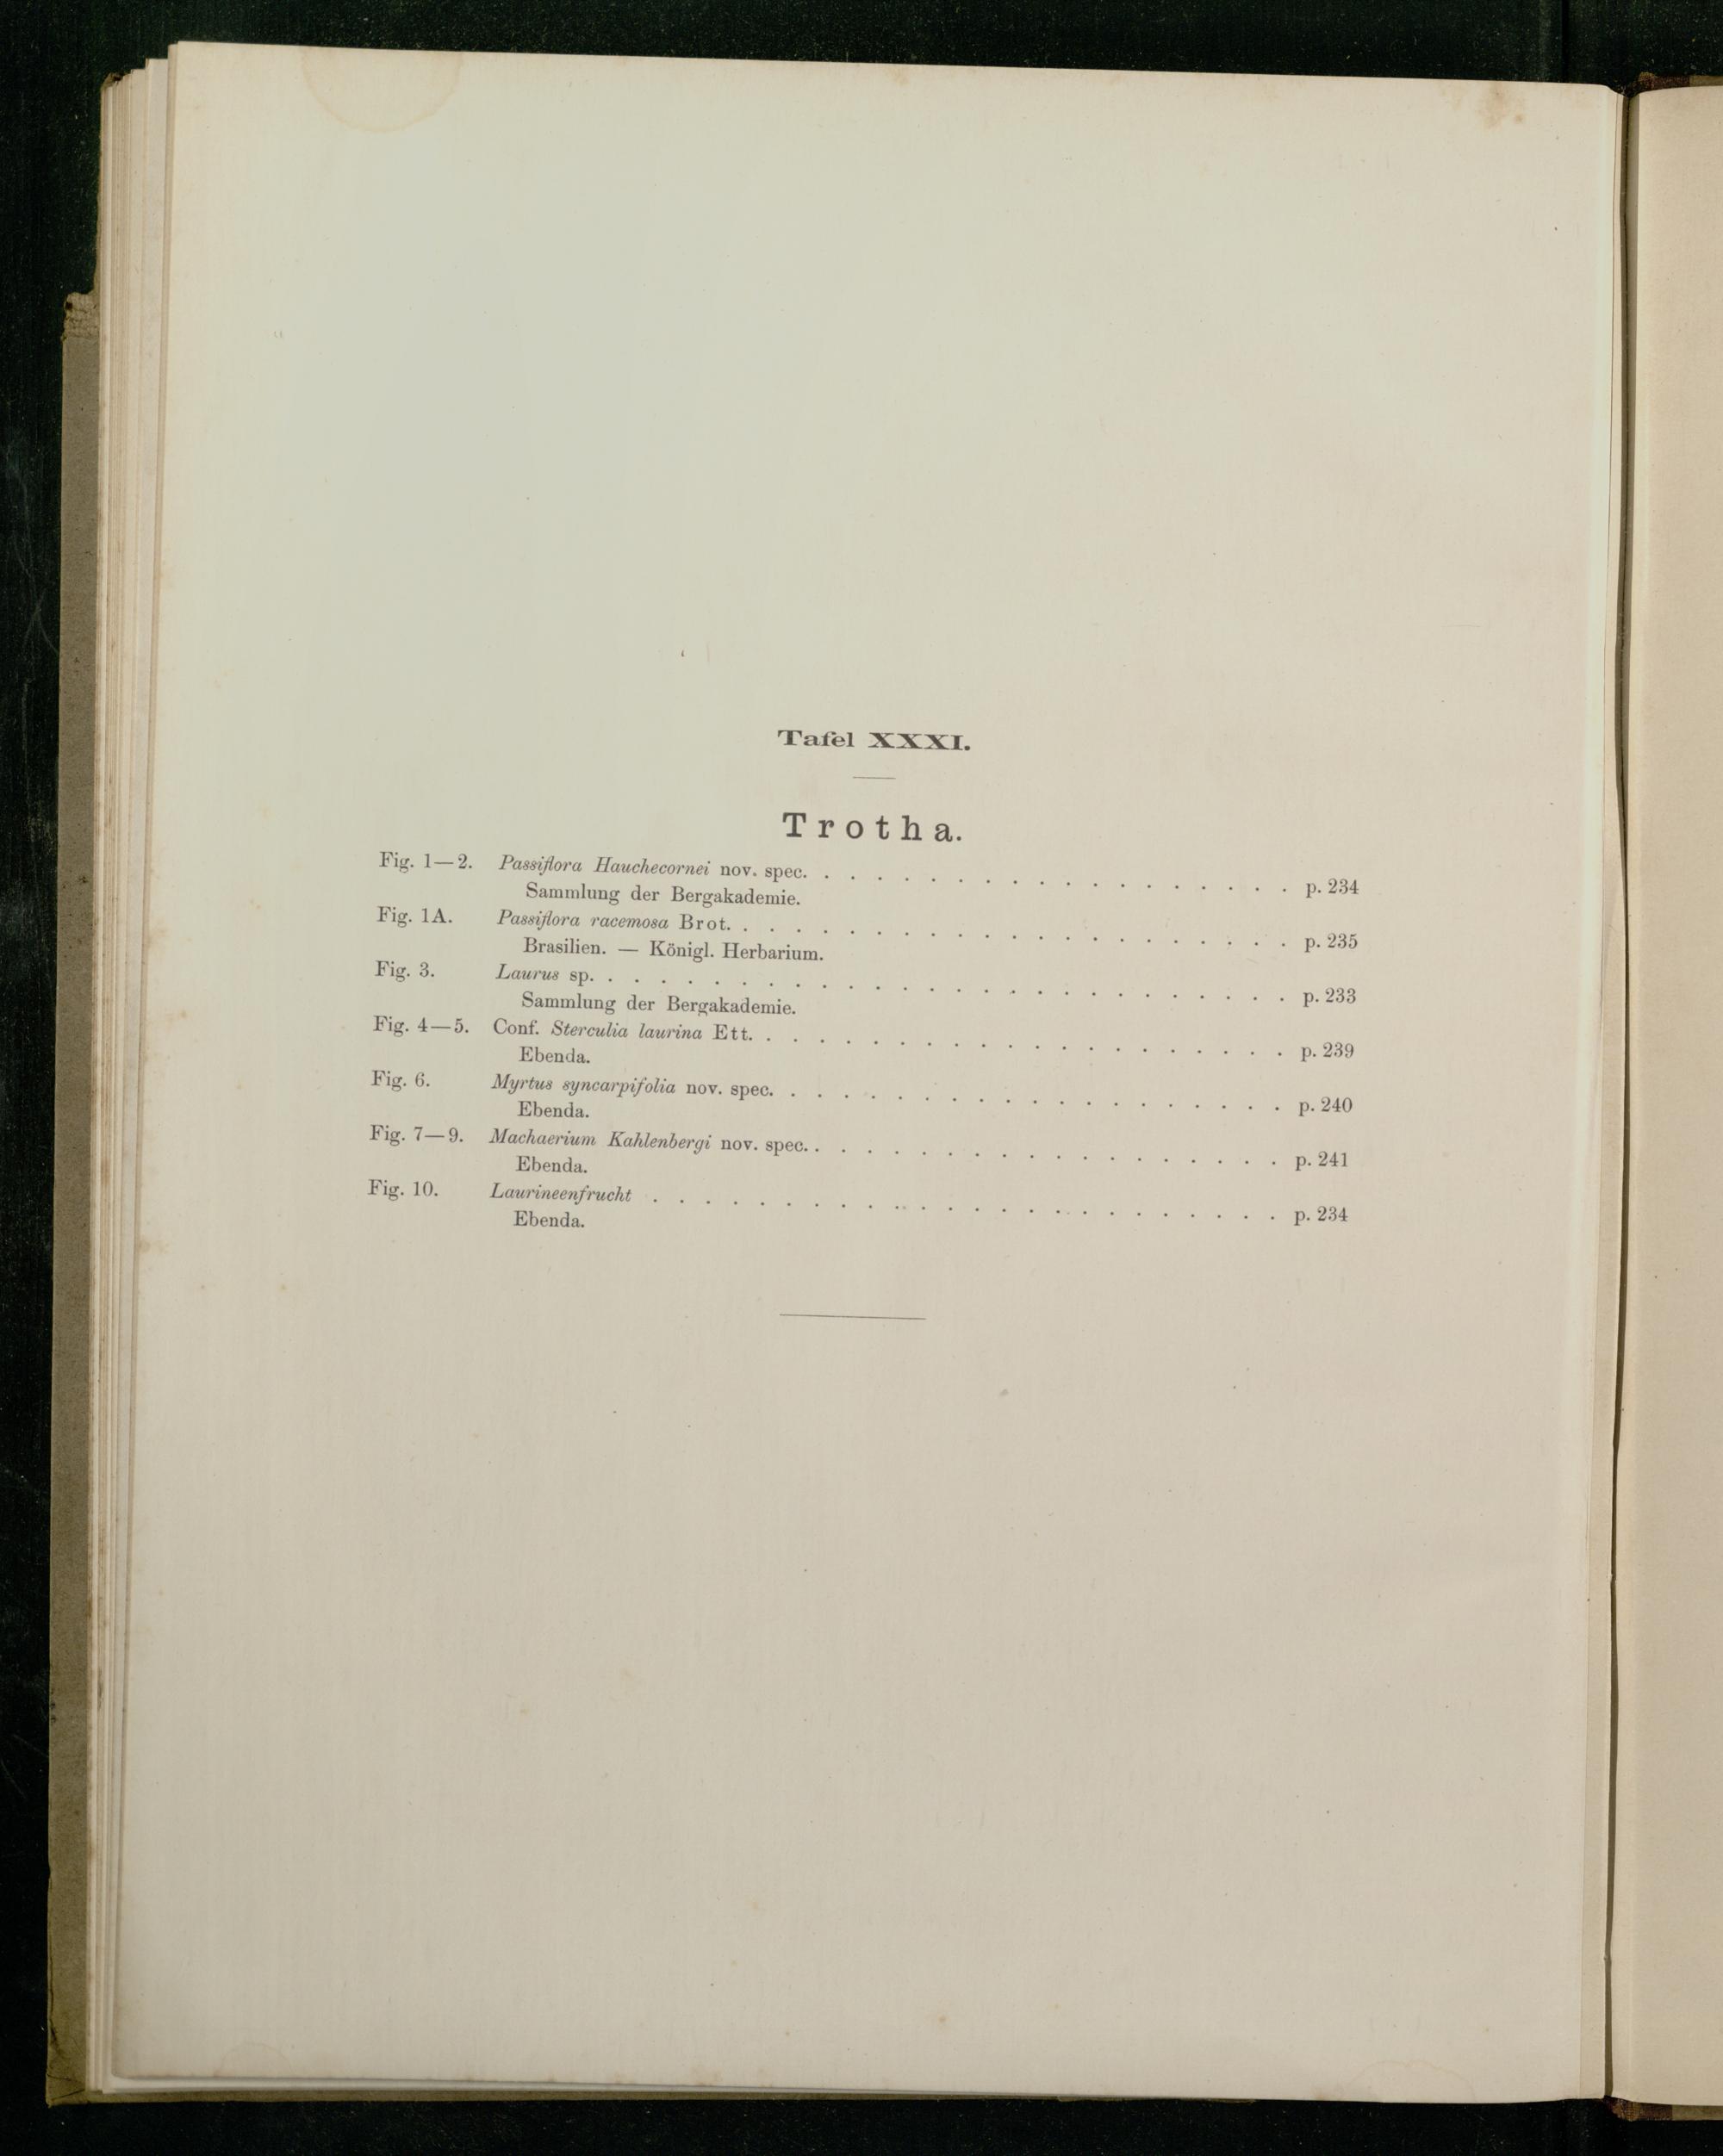 Tafel XXXI.
Trotha.
Fig. 1—2. Passiflora Hauchecornei nov. spec. . . . . . . . . . . . . . . . . . . . p. 234
Sammlung der Bergakademie.
Fig. 1A. Passiflora racemosa Brot. . . . . . . . . . . . . . . . . . . . . . p. 235
Brasilien. — Königl. Herbarium.
Fig. 3. Laurus sp. . . . . . . . . . . . . . . . . . . . . . . . . . . p. 233
Sammlung der Bergakademie.
Fig. 4—5. Conf. Sterculia laurina Ett. . . . . . . . . . . . . . . . . . . . . p. 239
Ebenda.
Fig. 6. Myrtus syncarpifolia nov. spec. . . . . . . . . . . . . . . . . . . . p. 240
Ebenda.
Fig. 7—9. Machaerium Kahlenbergi nov. spec. . . . . . . . . . . . . . . . . . . p. 241
Ebenda.
Fig. 10. Laurineenfrucht . . . . . . . . . . . . . . . . . . . . . . . . p. 234
Ebenda.